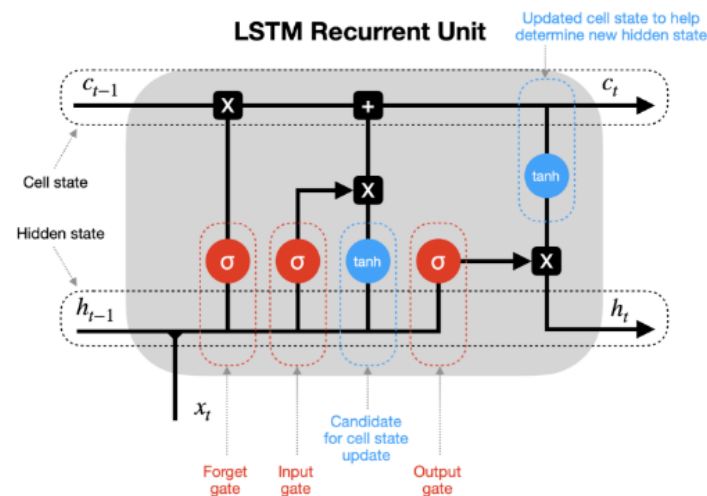 LSTM Recurrent Unit
Updated cell state to help
determine new hidden state
c_{t-1}
X
+
c_t
Cell state
X
tanh
Hidden state
σ
σ
tanh
σ
X
h_{t-1}
h_t
x_t
Forget
gate
Input
gate
Candidate
for cell state
update
Output
gate